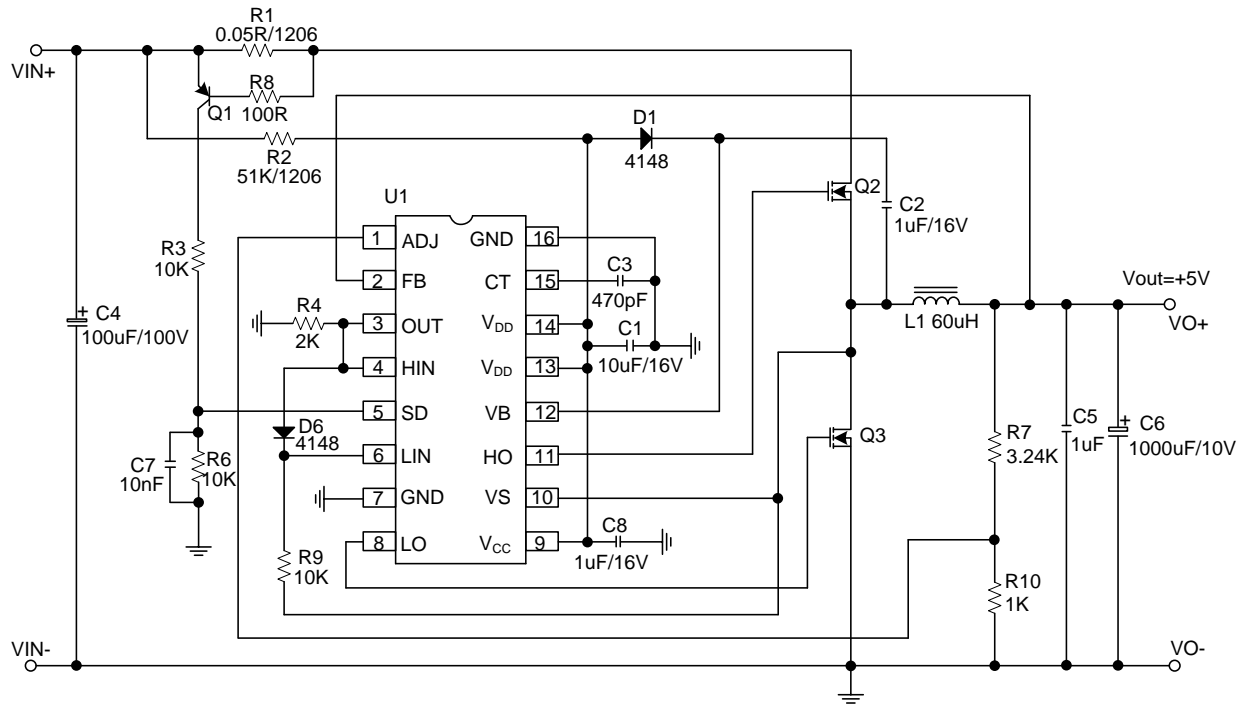 R1
0.05R/1206
VIN+
R8
100R
Q1
R2
51K/1206
D1
4148
Q2
C2
1uF/16V
U1
1 ADJ GND 16
2 FB CT 15
3 OUT VDD 14
4 HIN VDD 13
5 SD VB 12
6 LIN HO 11
7 GND VS 10
8 LO VCC 9
R3
10K
R4
2K
C3
470pF
C1
10uF/16V
C4
+
100uF/100V
Vout=+5V
VO+
L1 60uH
D6
4148
Q3
C7
10nF
R6
10K
R7
3.24K
C5
1uF
+
C6
1000uF/10V
C8
1uF/16V
R9
10K
R10
1K
VIN-
VO-